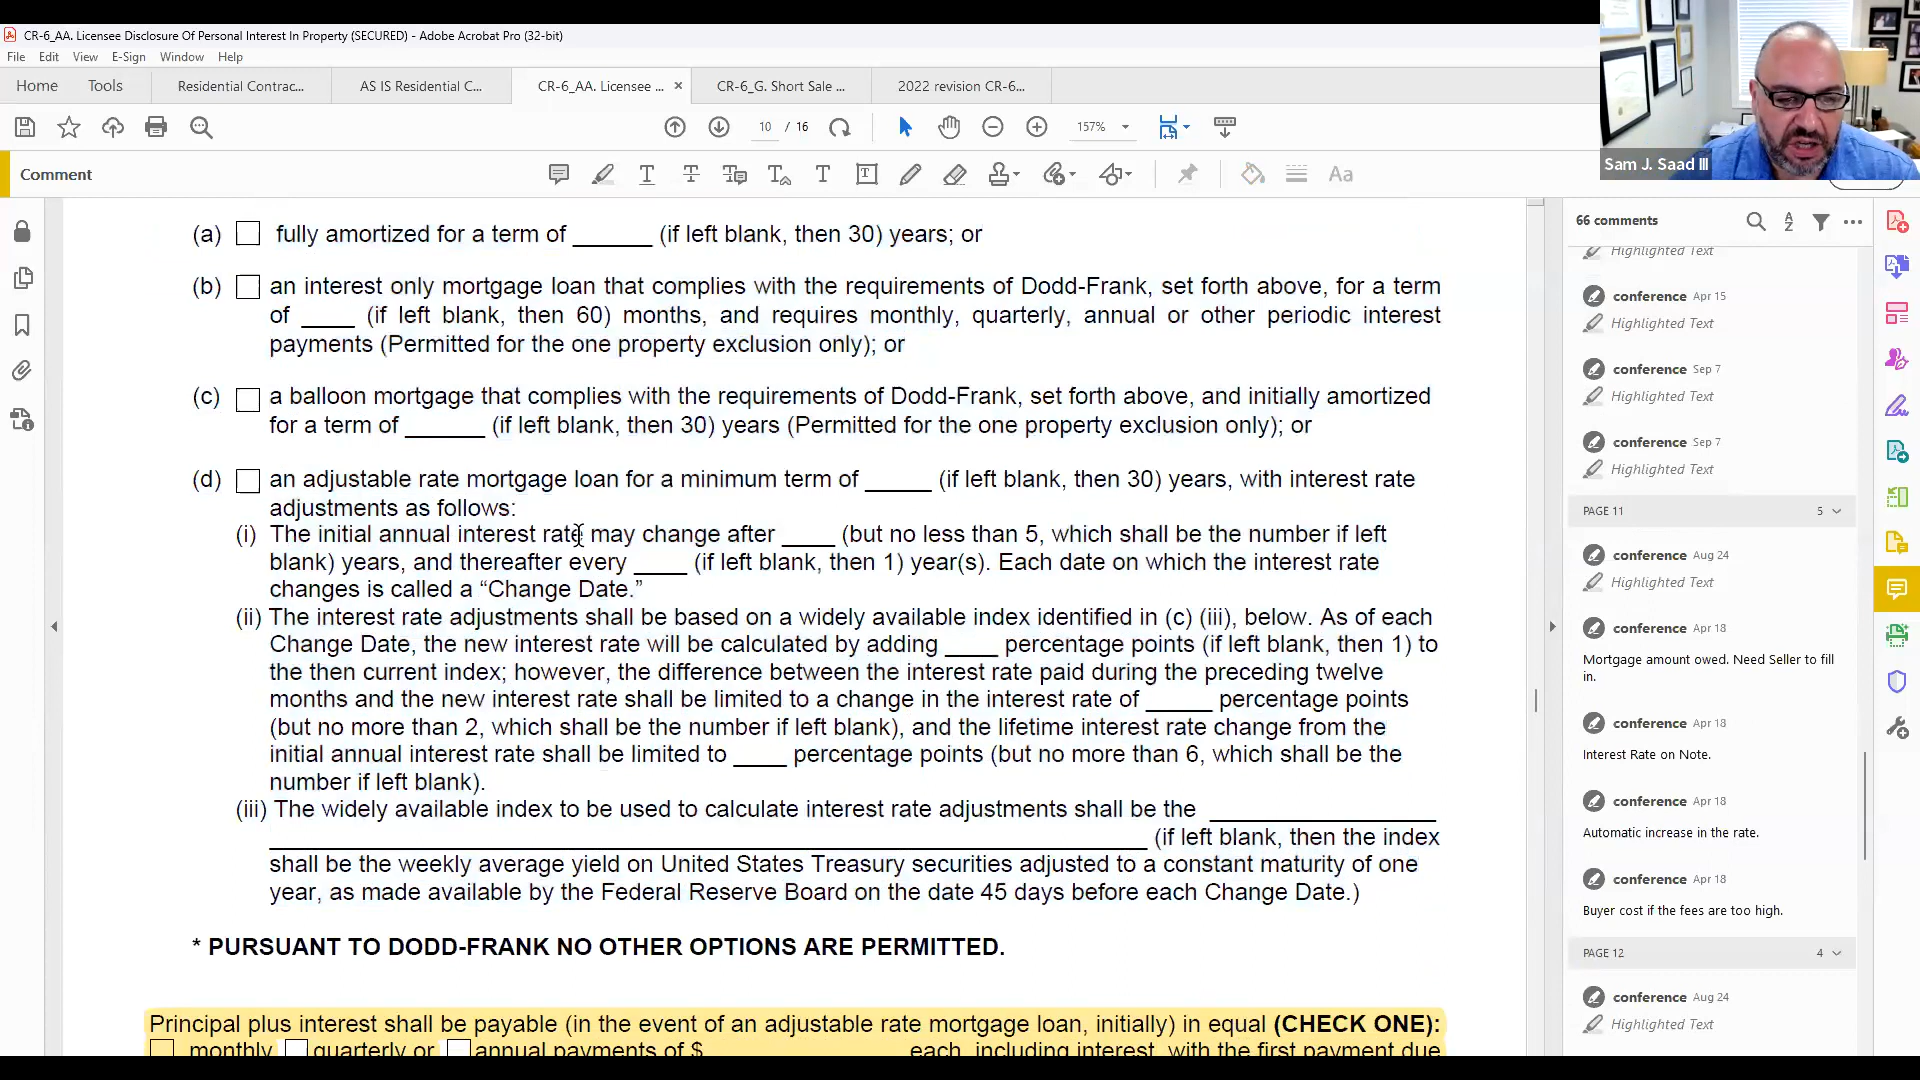 CR-6_AA. Licensee Disclosure Of Personal Interest In Property (SECURED) - Adobe Acrobat Pro (32-bit)
File Edit View E-Sign Window Help
Home Tools Residential Contrac... AS IS Residential C... CR-6_AA. Licensee ... × CR-6_G. Short Sale ... 2022 revision CR-6...
10 / 16 157%
Sam J. Saad III
Comment
(a) fully amortized for a term of ______ (if left blank, then 30) years; or
(b) an interest only mortgage loan that complies with the requirements of Dodd-Frank, set forth above, for a term
of ____ (if left blank, then 60) months, and requires monthly, quarterly, annual or other periodic interest
payments (Permitted for the one property exclusion only); or
(c) a balloon mortgage that complies with the requirements of Dodd-Frank, set forth above, and initially amortized
for a term of ______ (if left blank, then 30) years (Permitted for the one property exclusion only); or
(d) an adjustable rate mortgage loan for a minimum term of _____ (if left blank, then 30) years, with interest rate
adjustments as follows:
(i) The initial annual interest rate may change after ____ (but no less than 5, which shall be the number if left
blank) years, and thereafter every ____ (if left blank, then 1) year(s). Each date on which the interest rate
changes is called a “Change Date.”
(ii) The interest rate adjustments shall be based on a widely available index identified in (c) (iii), below. As of each
Change Date, the new interest rate will be calculated by adding ____ percentage points (if left blank, then 1) to
the then current index; however, the difference between the interest rate paid during the preceding twelve
months and the new interest rate shall be limited to a change in the interest rate of _____ percentage points
(but no more than 2, which shall be the number if left blank), and the lifetime interest rate change from the
initial annual interest rate shall be limited to ____ percentage points (but no more than 6, which shall be the
number if left blank).
(iii) The widely available index to be used to calculate interest rate adjustments shall be the _________________
__________________________________________________________________ (if left blank, then the index
shall be the weekly average yield on United States Treasury securities adjusted to a constant maturity of one
year, as made available by the Federal Reserve Board on the date 45 days before each Change Date.)
* PURSUANT TO DODD-FRANK NO OTHER OPTIONS ARE PERMITTED.
Principal plus interest shall be payable (in the event of an adjustable rate mortgage loan, initially) in equal (CHECK ONE):
monthly quarterly or annual payments of $ ________________ each, including interest, with the first payment due
66 comments
Highlighted Text
conference Apr 15
Highlighted Text
conference Sep 7
Highlighted Text
conference Sep 7
Highlighted Text
PAGE 11 5
conference Aug 24
Highlighted Text
conference Apr 18
Mortgage amount owed. Need Seller to fill
in.
conference Apr 18
Interest Rate on Note.
conference Apr 18
Automatic increase in the rate.
conference Apr 18
Buyer cost if the fees are too high.
PAGE 12 4
conference Aug 24
Highlighted Text